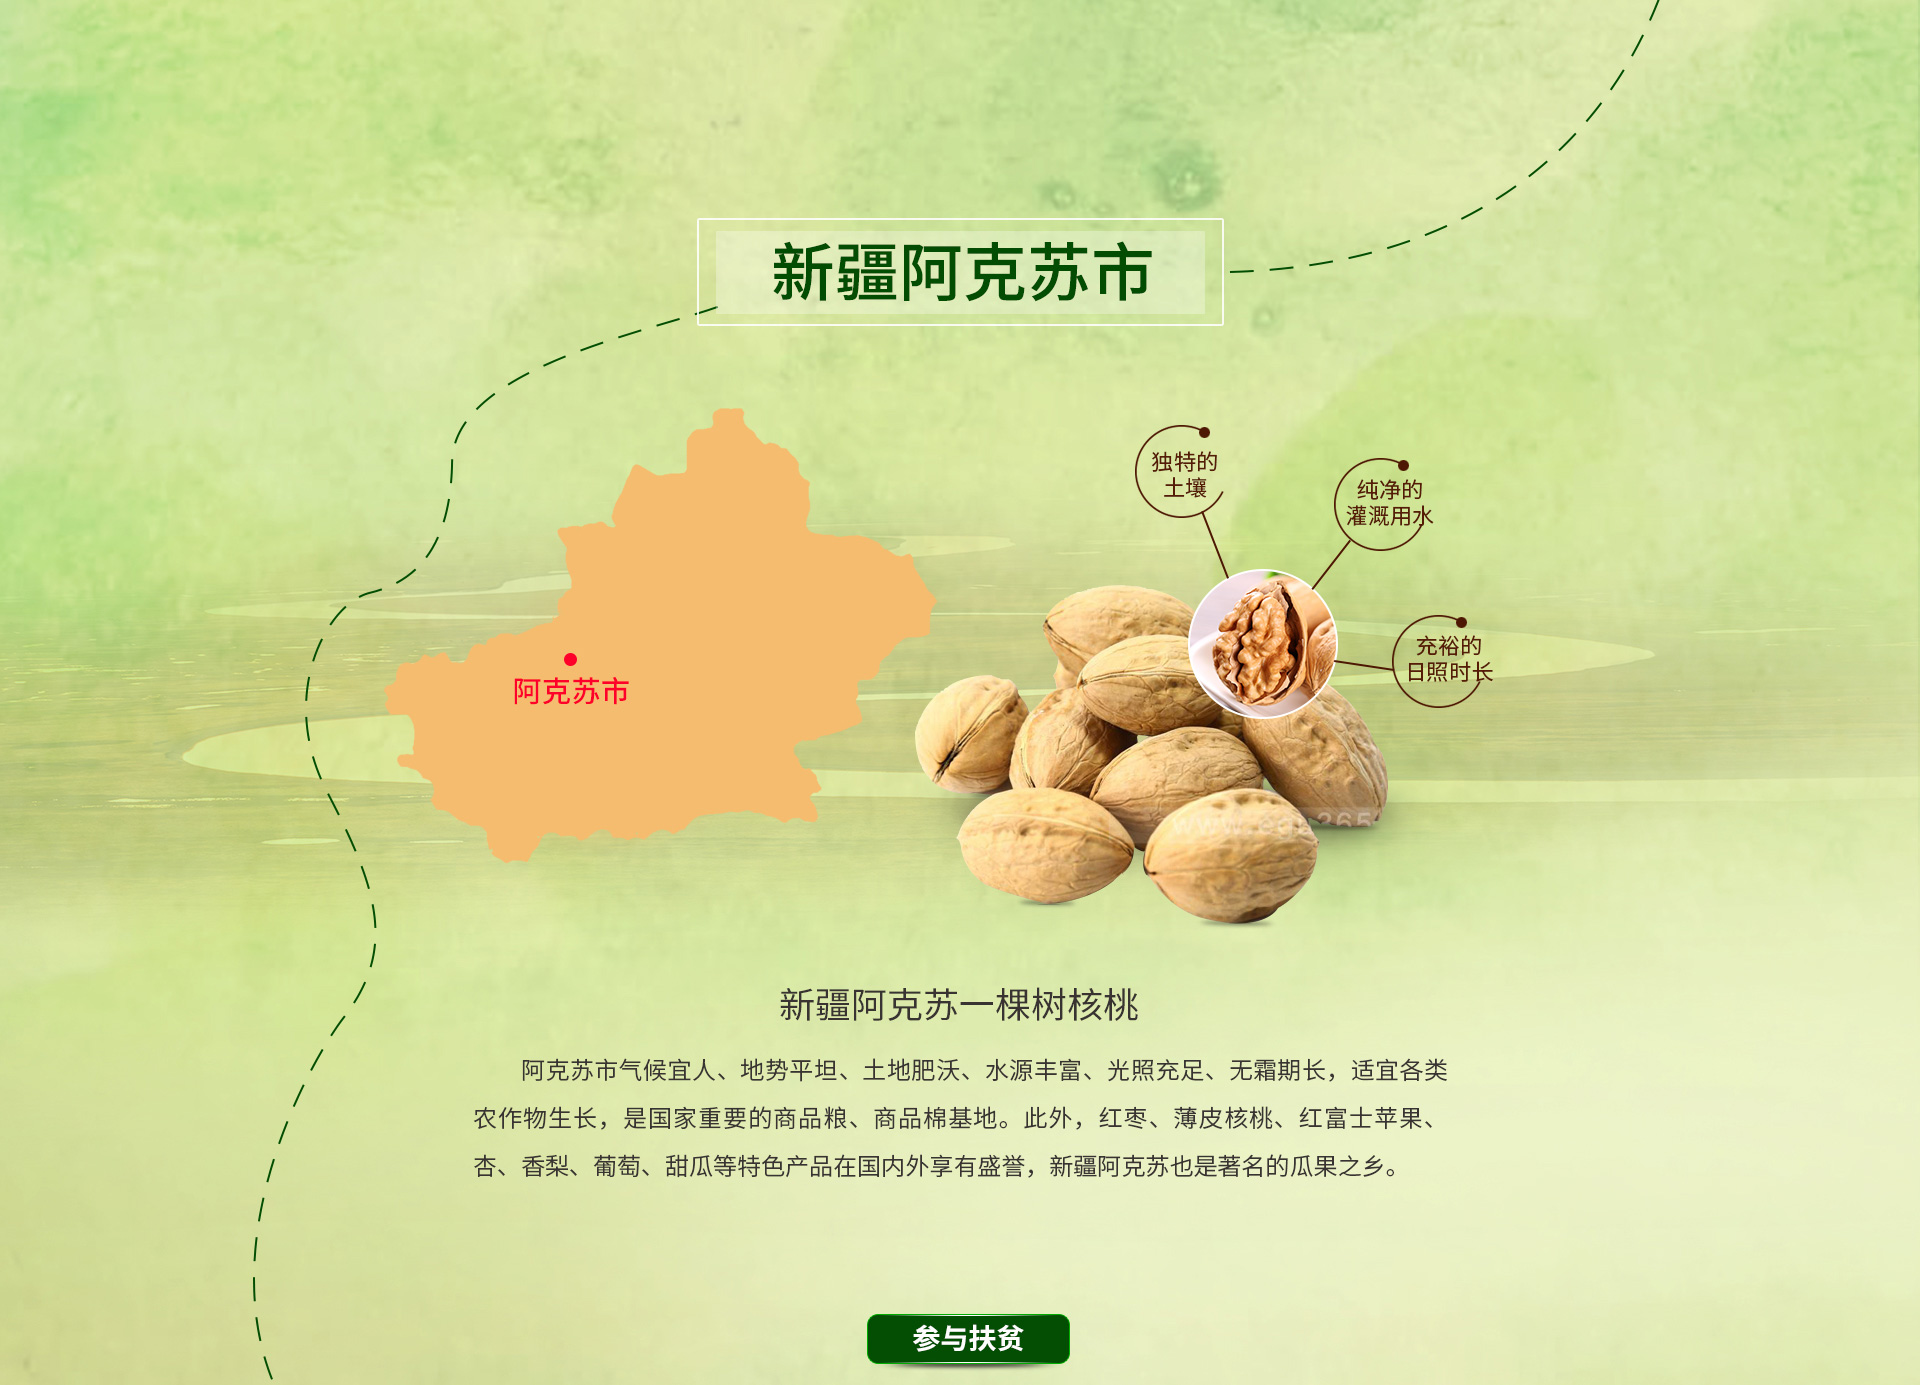 新疆阿克苏市
独特的
土壤
纯净的
灌溉用水
充裕的
日照时长
阿克苏市
新疆阿克苏一棵树核桃
阿克苏市气候宜人、地势平坦、土地肥沃、水源丰富、光照充足、无霜期长，适宜各类
农作物生长，是国家重要的商品粮、商品棉基地。此外，红枣、薄皮核桃、红富士苹果、
杏、香梨、葡萄、甜瓜等特色产品在国内外享有盛誉，新疆阿克苏也是著名的瓜果之乡。
参与扶贫